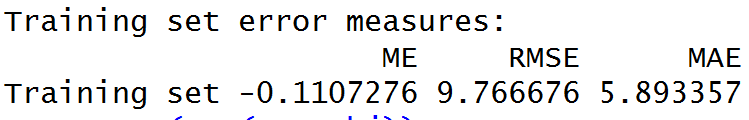 Training set error measures:
ME RMSE MAE
Training set -0.1107276 9.766676 5.893357